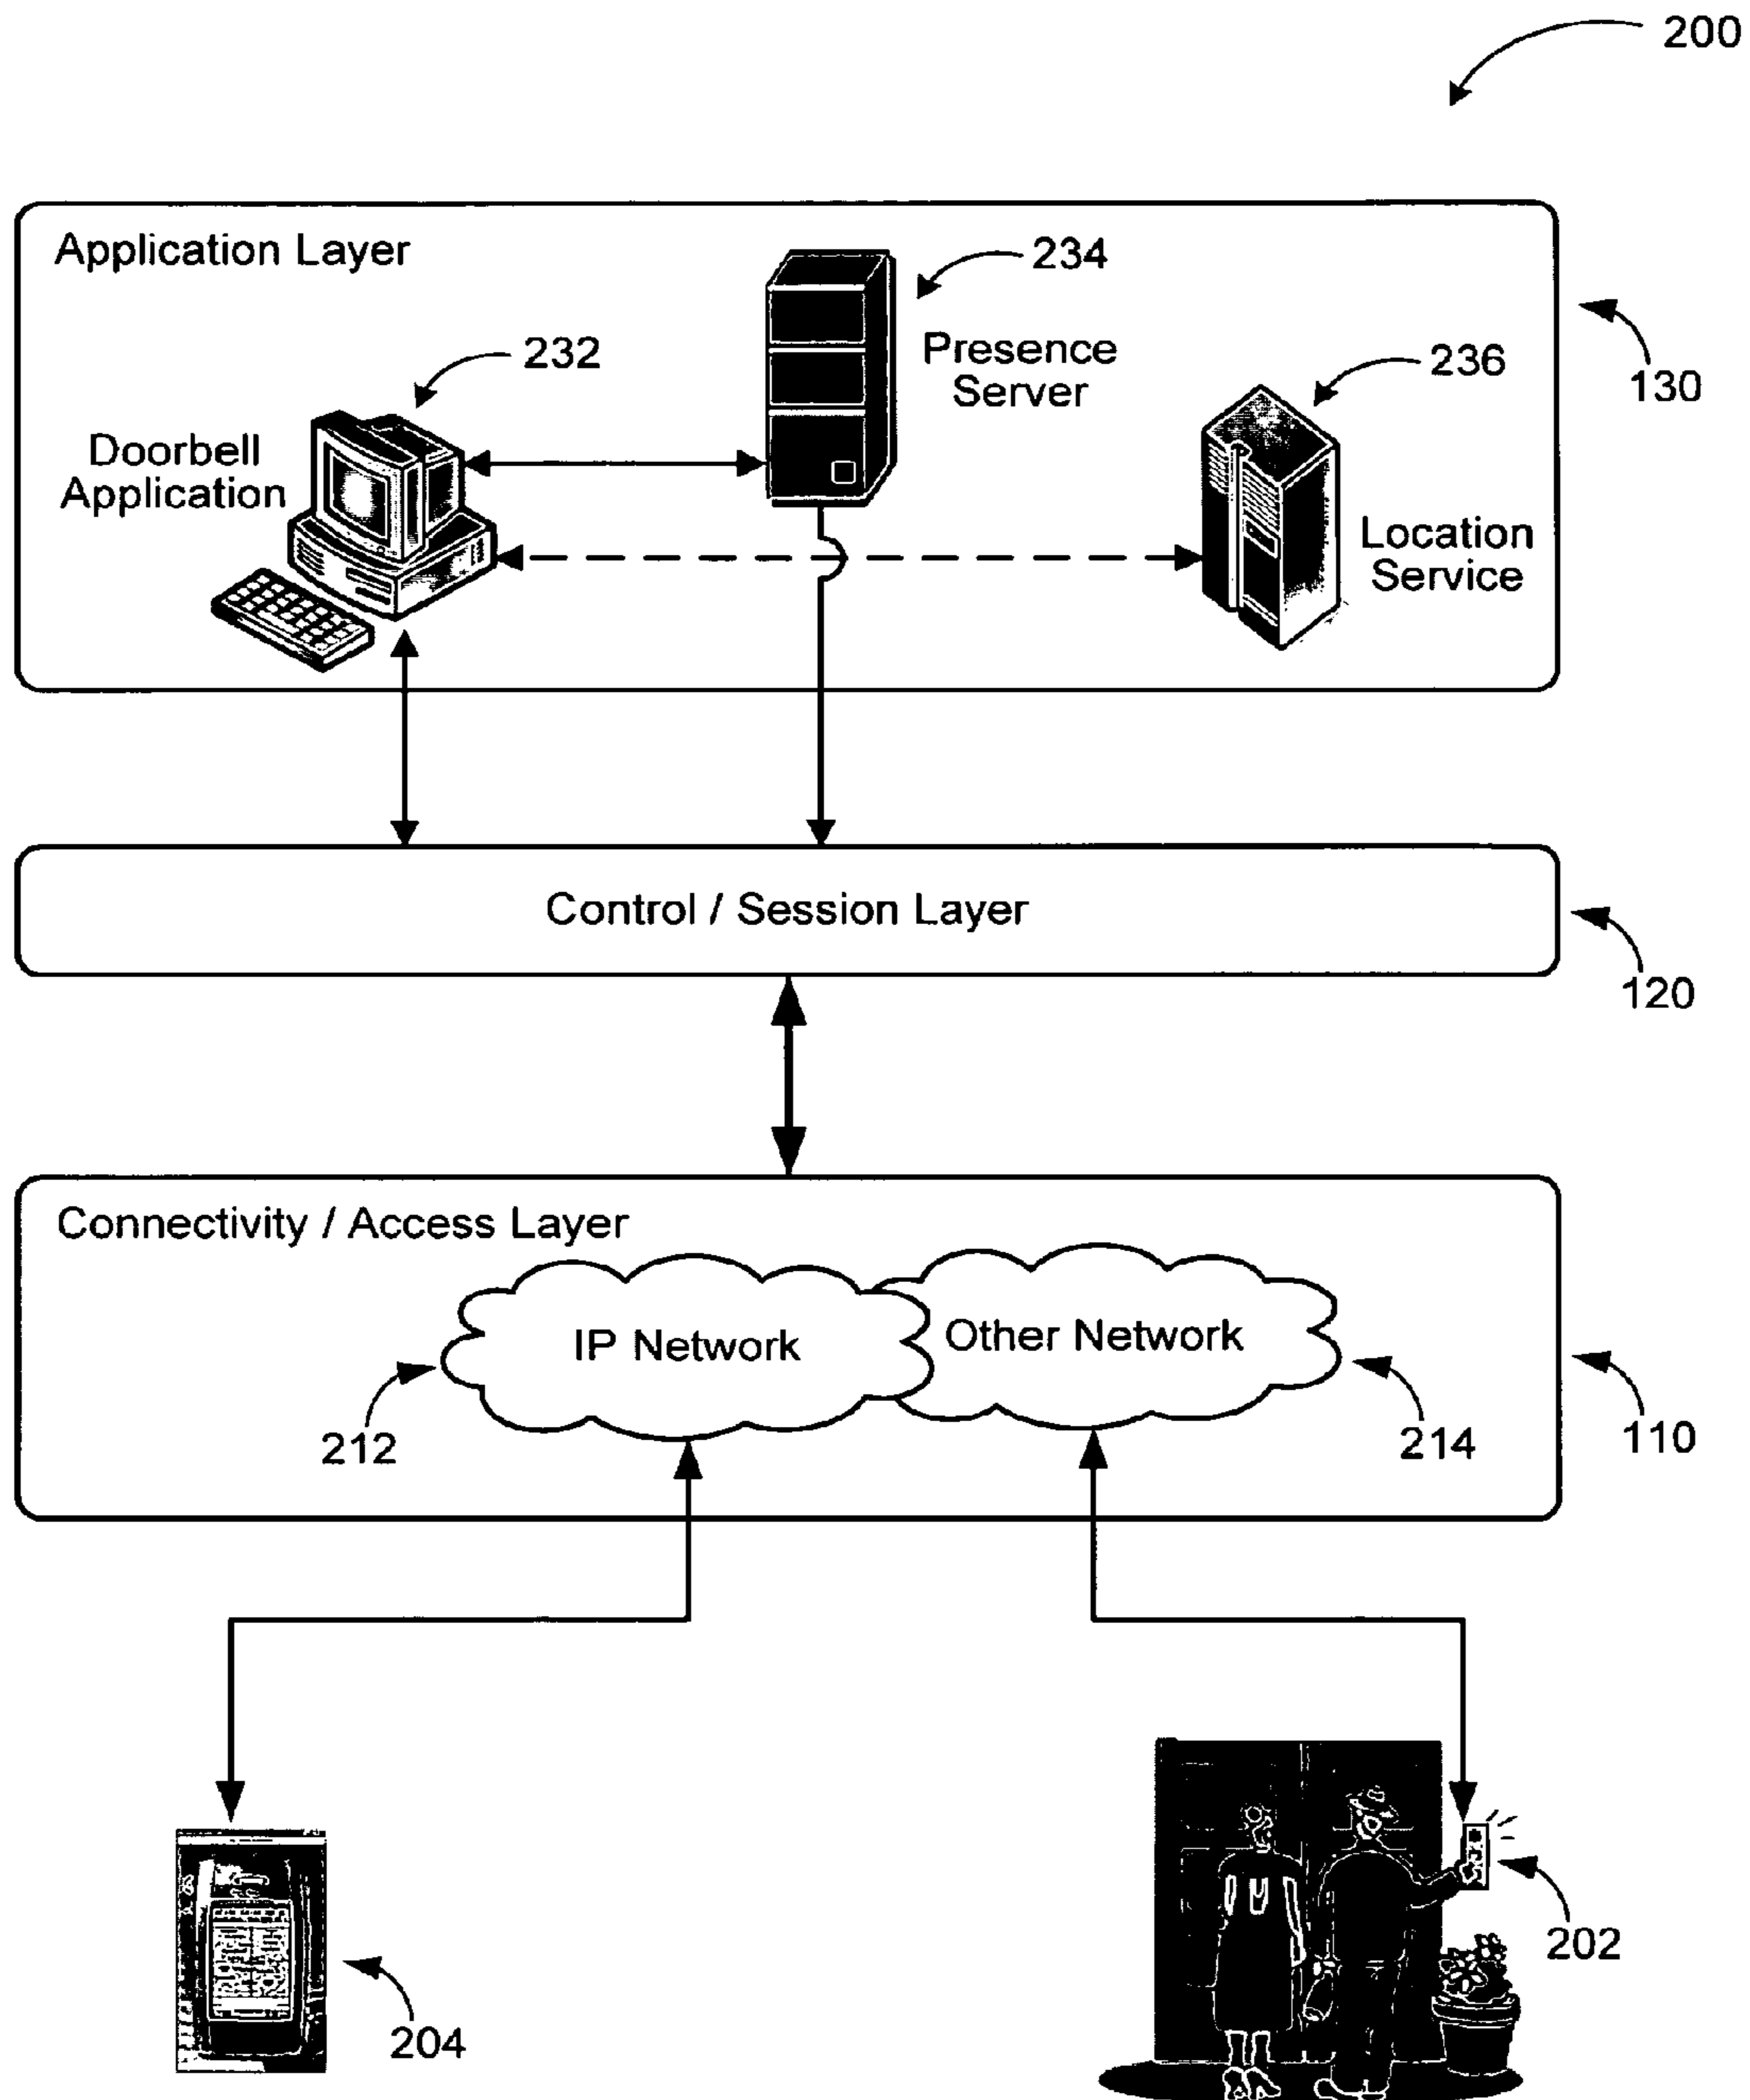 200
Application Layer
234
Presence
Server
232
236
130
Doorbell
Application
Location
Service
Control / Session Layer
120
Connectivity / Access Layer
IP Network
Other Network
212
214
110
202
204